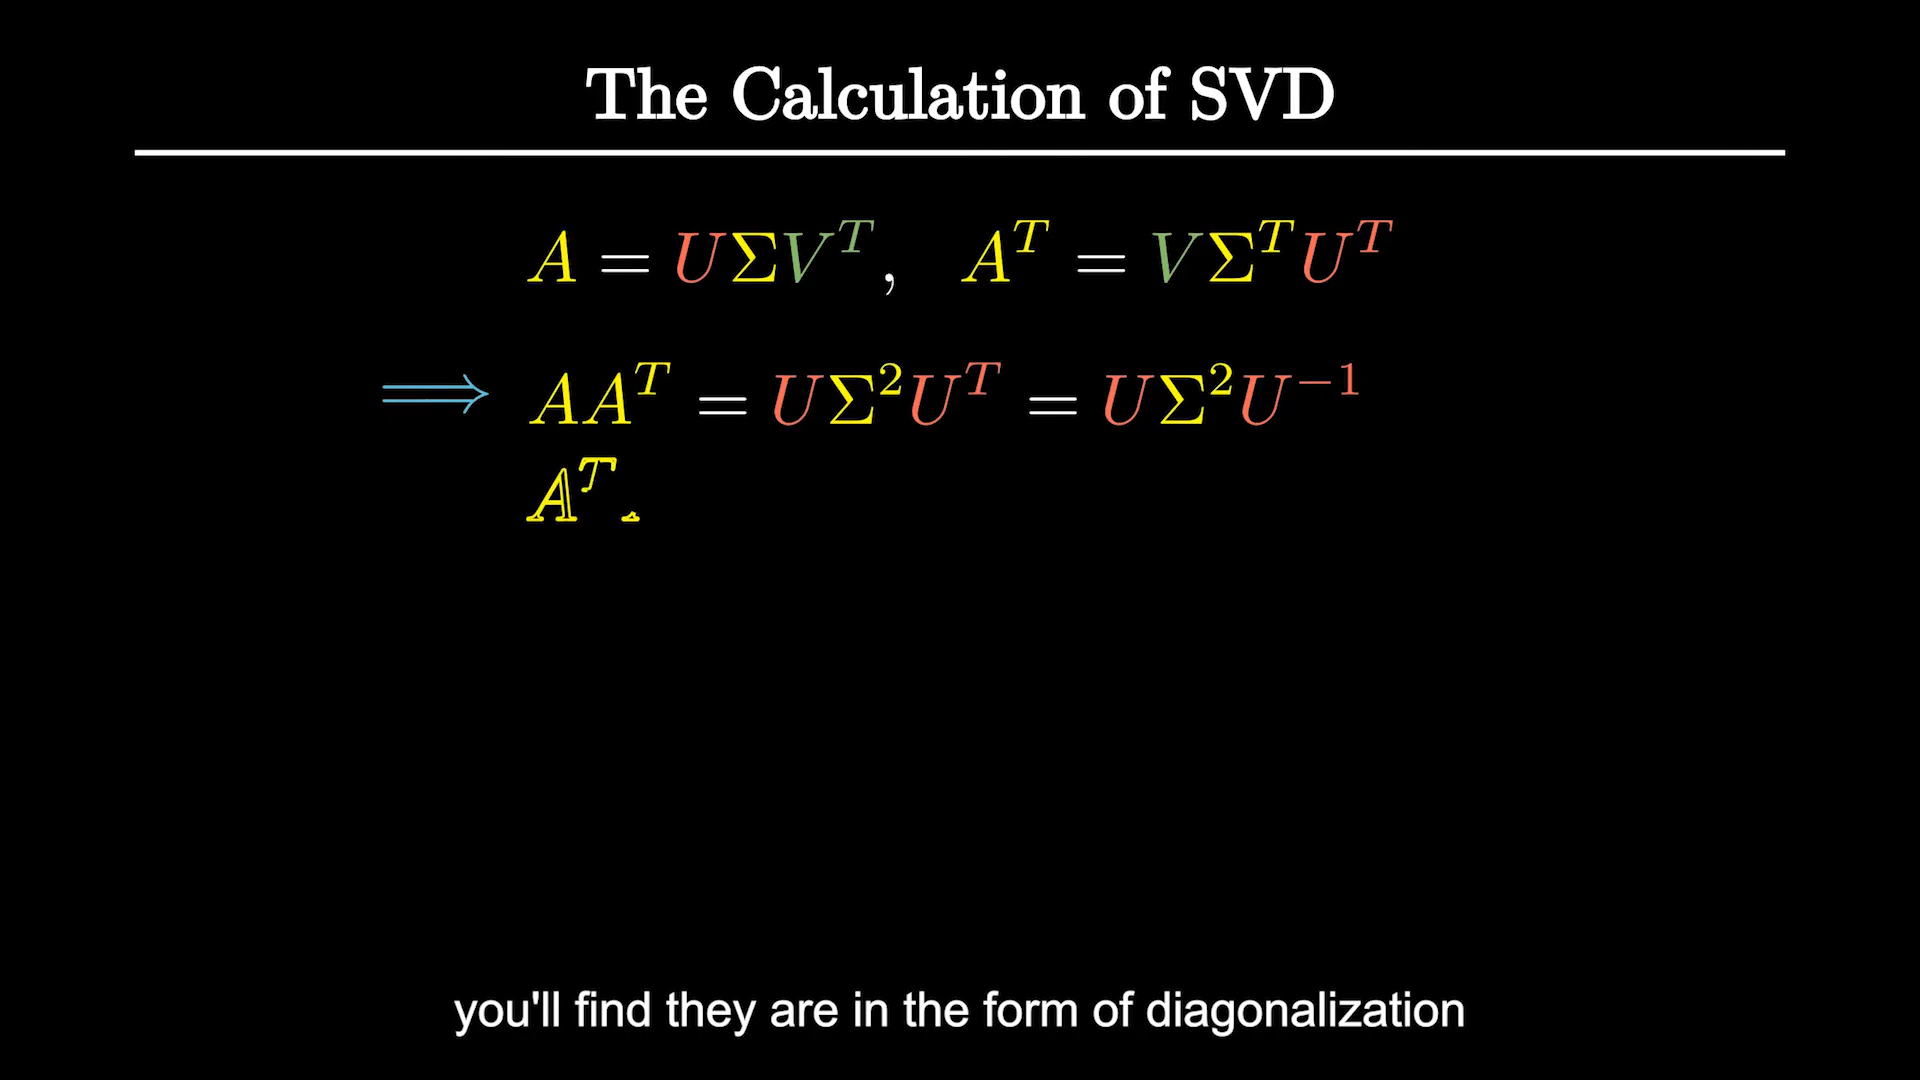 The Calculation of SVD
A = UΣV^T, A^T = VΣ^T U^T
⟹ AA^T = UΣ^2U^T = UΣ^2U^{-1}
A^T
you'll find they are in the form of diagonalization